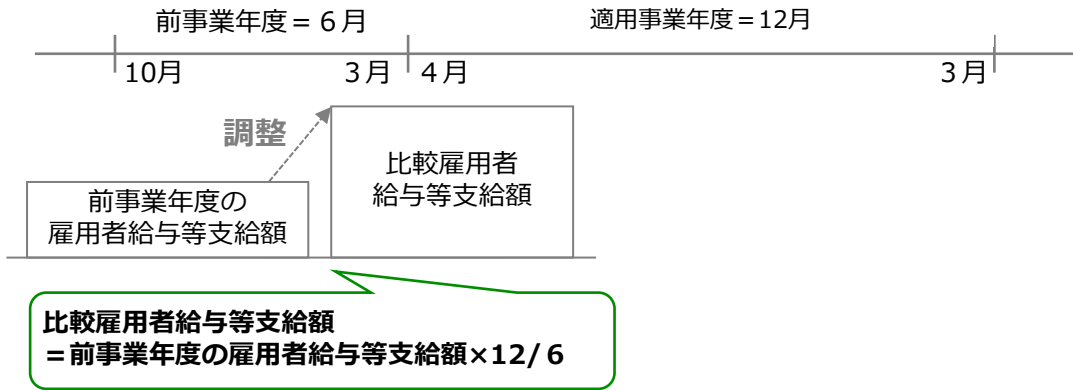 前事業年度＝６月
適用事業年度＝12月
10月
３月
４月
３月
調整
比較雇用者
給与等支給額
前事業年度の
雇用者給与等支給額
比較雇用者給与等支給額
＝前事業年度の雇用者給与等支給額×12/６